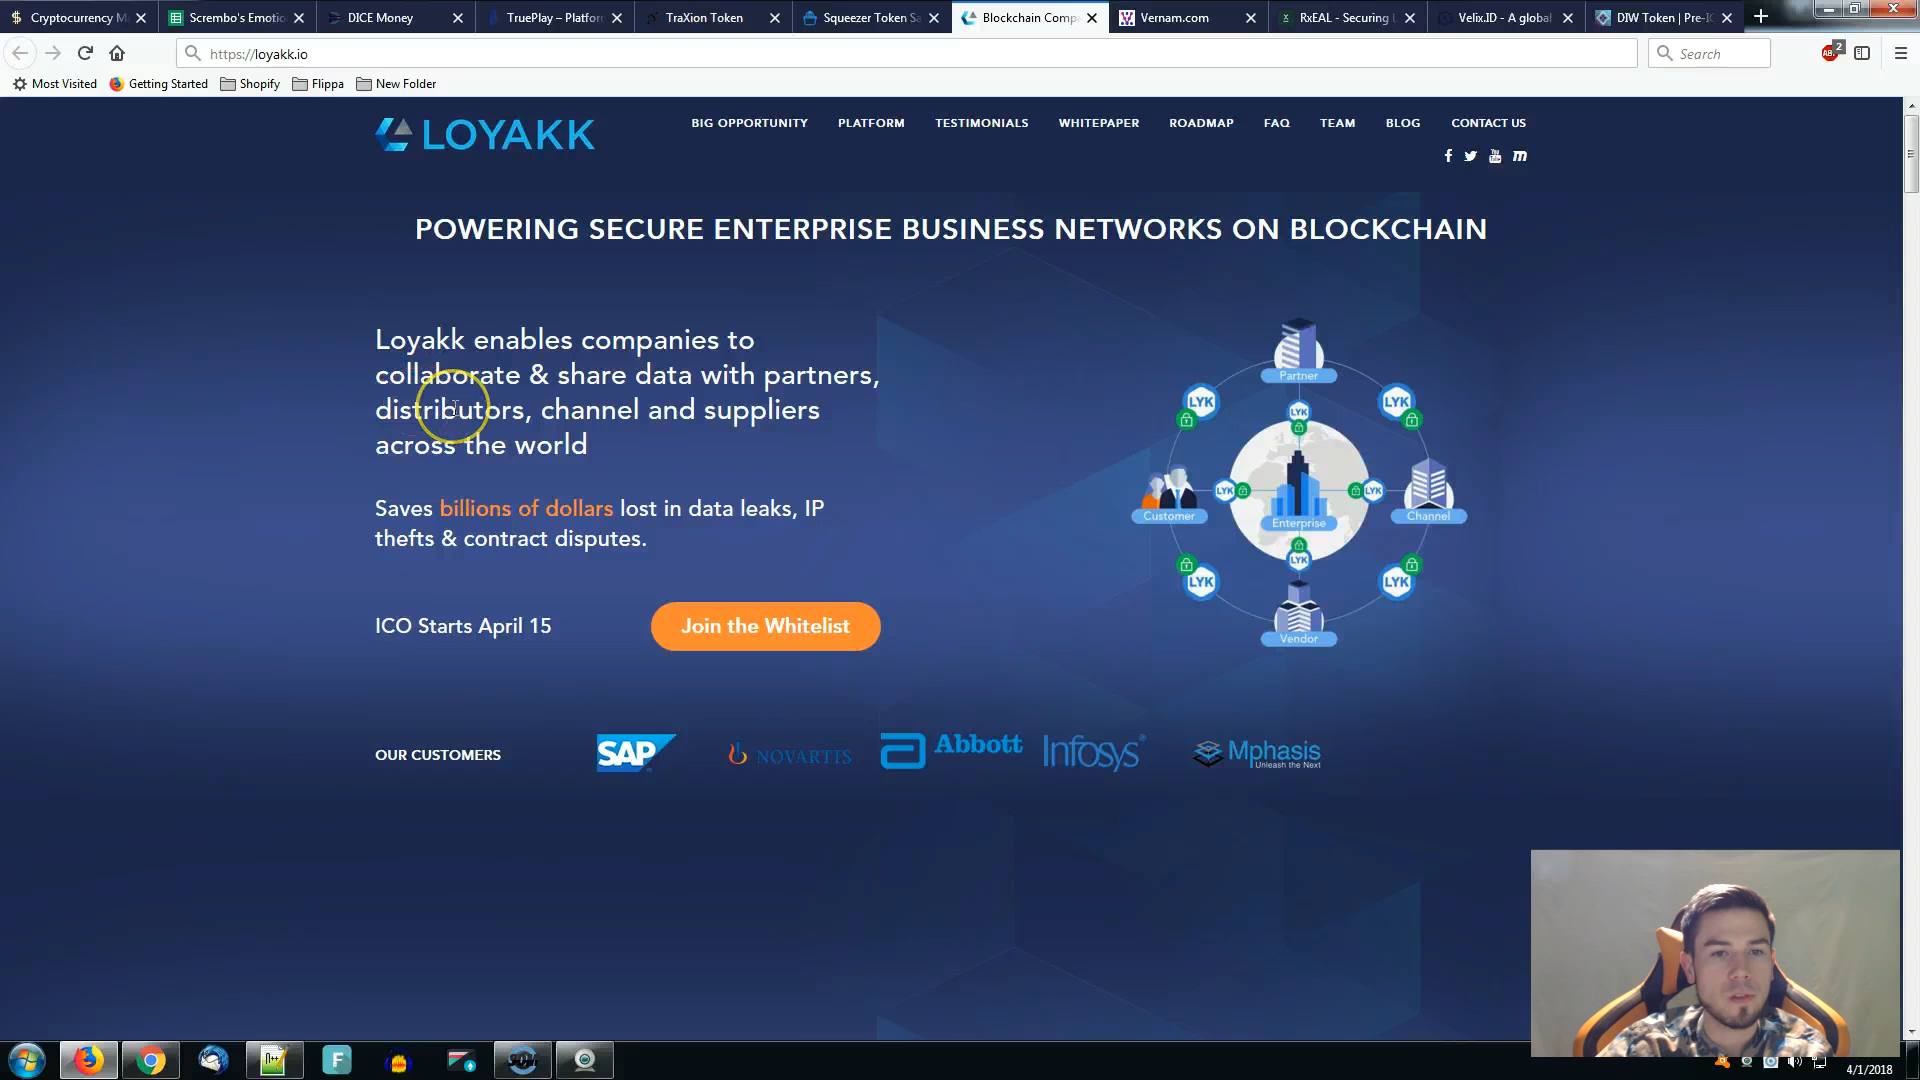 Cryptocurrency M
Scrembo's Emotio
DICE Money
TruePlay – Platfor
TraXion Token
Squeezer Token Sa
Blockchain Comp
Vernam.com
RxEAL - Securing
Velix.ID - A global
DIW Token | Pre-IC
https://loyakk.io
Search
ABP
2
Most Visited
Getting Started
Shopify
Flippa
New Folder
LOYAKK
BIG OPPORTUNITY
PLATFORM
TESTIMONIALS
WHITEPAPER
ROADMAP
FAQ
TEAM
BLOG
CONTACT US
You Tube
POWERING SECURE ENTERPRISE BUSINESS NETWORKS ON BLOCKCHAIN
Loyakk enables companies to
collaborate & share data with partners,
distributors, channel and suppliers
across the world
Saves billions of dollars lost in data leaks, IP
thefts & contract disputes.
ICO Starts April 15
Join the Whitelist
Partner
LYK
LYK
LYK
Customer
LYK
Enterprise
LYK
Channel
LYK
LYK
LYK
Vendor
OUR CUSTOMERS
SAP
NOVARTIS
Abbott
Infosys
Mphasis
Unleash the Next
4/1/2018